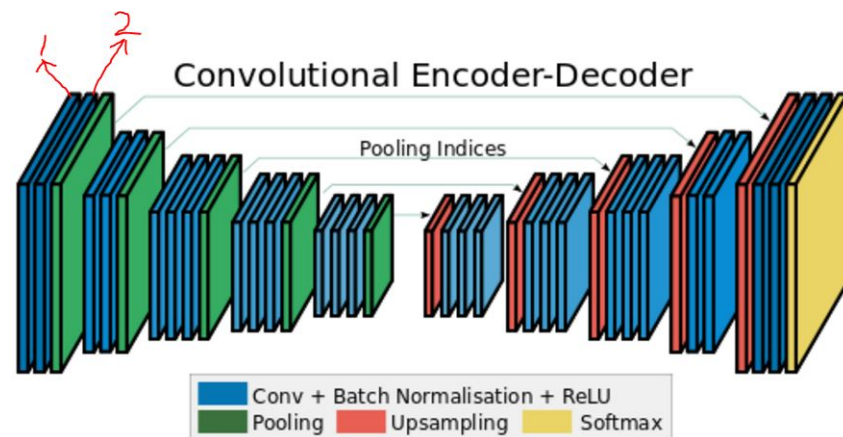 1 2
Convolutional Encoder-Decoder
Pooling Indices
Conv + Batch Normalisation + ReLU
Pooling Upsampling Softmax